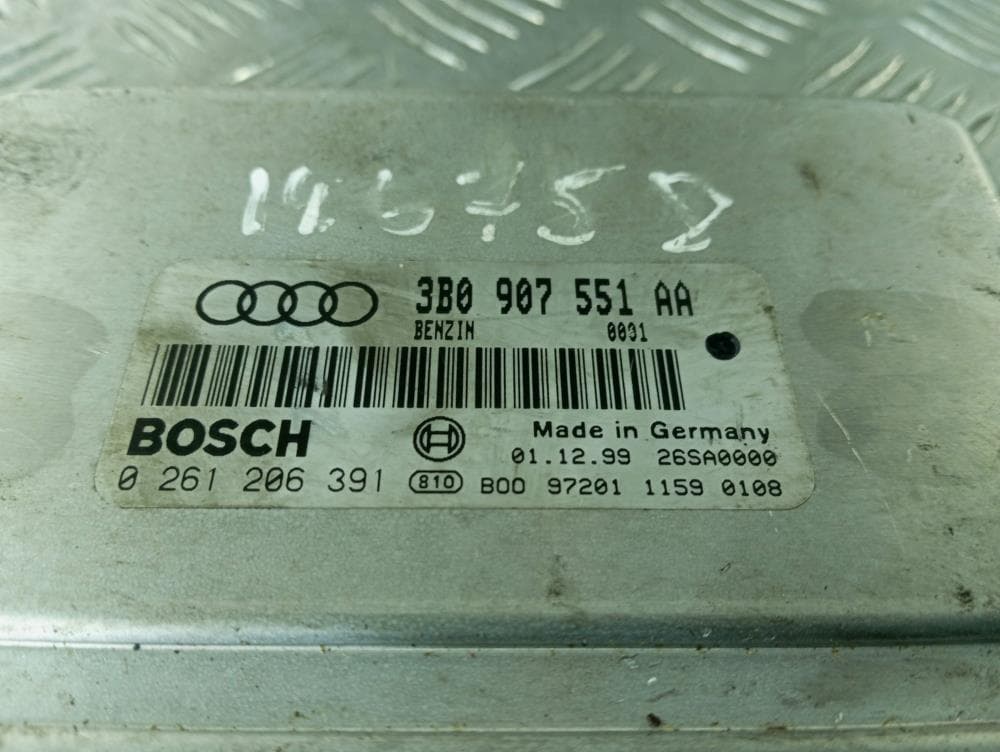 3B0 907 551 AA
BENZIN 0001
BOSCH
Made in Germany
01.12.99 26SA0000
0 261 206 391 810 B00 97201 1159 0108